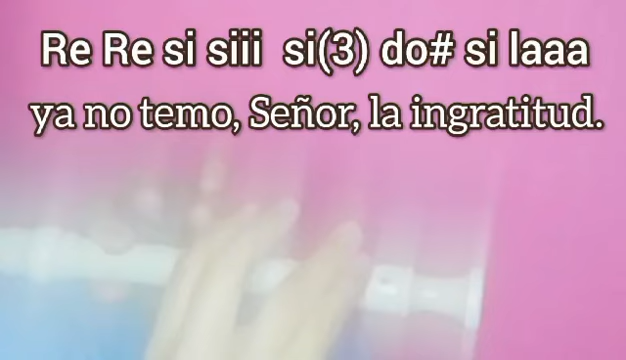 Re Re si siii si(3) do# si laaa
ya no temo, Señor, la ingratitud.